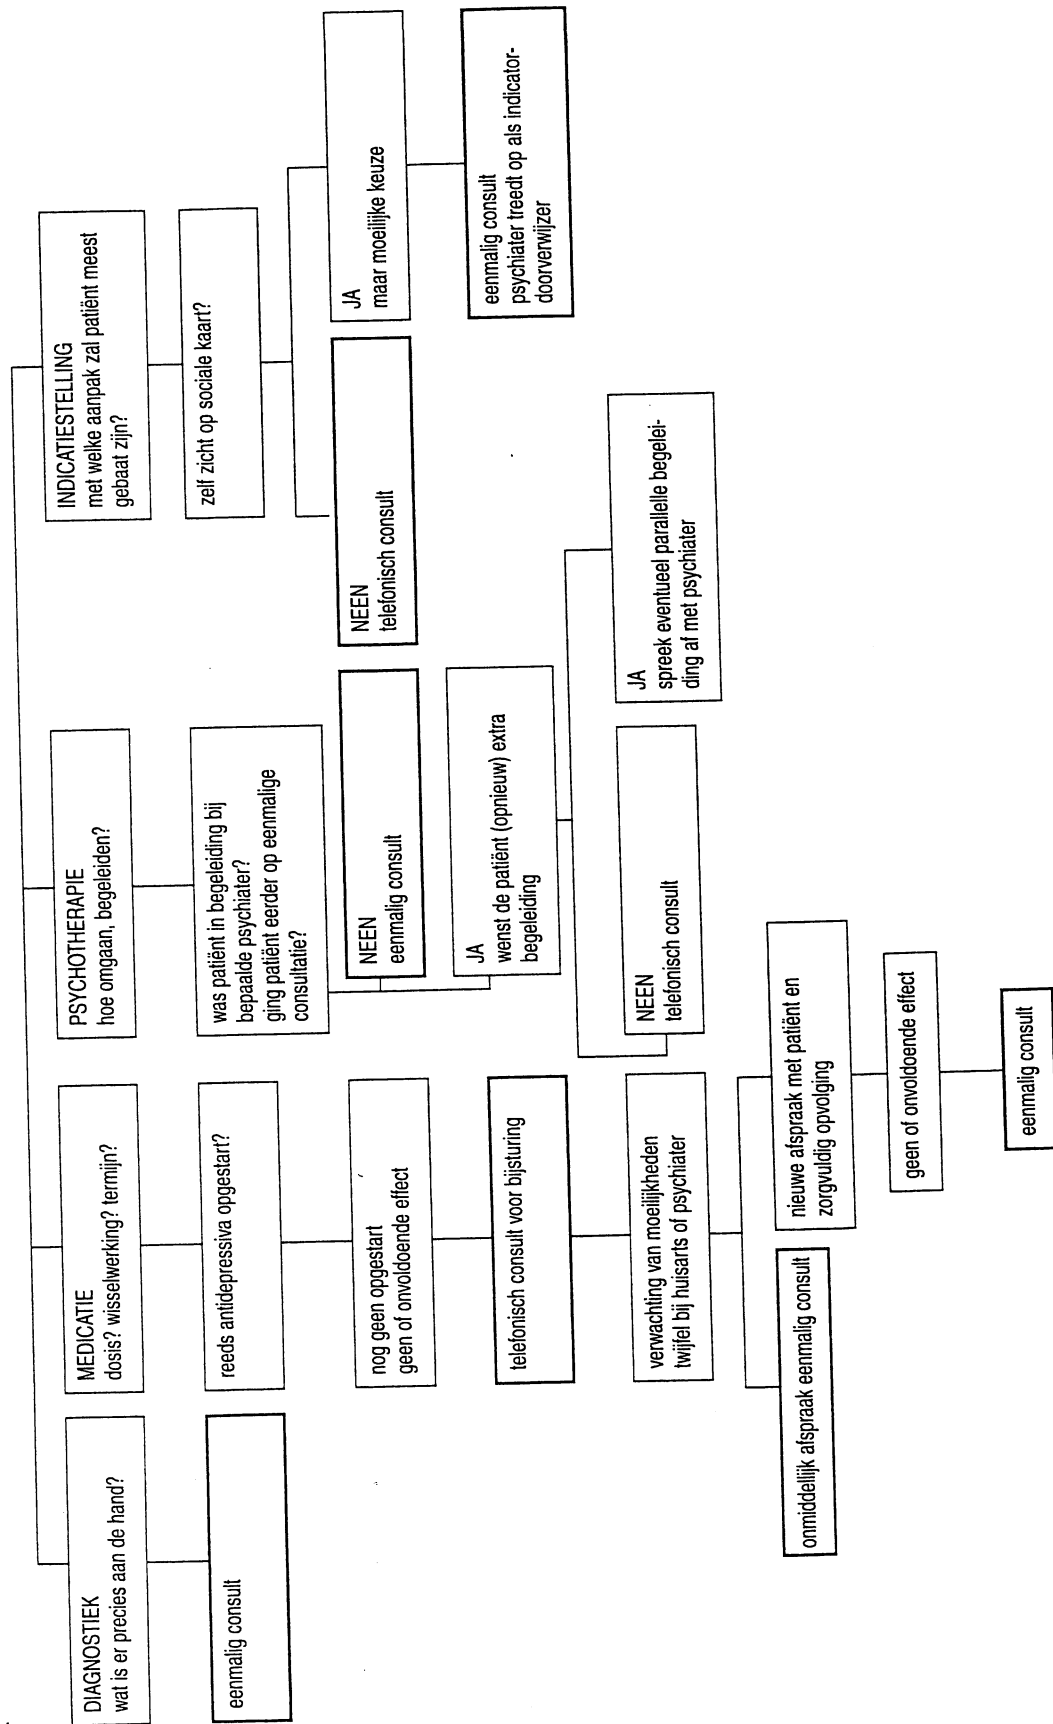 DIAGNOSTIEK
wat is er precies aan de hand?
eenmalig consult
MEDICATIE
dosis? wisselwerking? termijn?
reeds antidepressiva opgestart?
nog geen opgestart
geen of onvoldoende effect
telefonisch consult voor bijsturing
verwachting van moeilijkheden
twijfel bij huisarts of psychiater
onmiddellijk afspraak eenmalig consult
nieuwe afspraak met patiënt en
zorgvuldig opvolging
geen of onvoldoende effect
eenmalig consult
PSYCHOTHERAPIE
hoe omgaan, begeleiden?
was patiënt in begeleiding bij
bepaalde psychiater?
ging patiënt eerder op eenmalige
consultatie?
NEEN
eenmalig consult
JA
wenst de patiënt (opnieuw) extra
begeleiding
NEEN
telefonisch consult
JA
spreek eventueel parallelle begelei-
ding af met psychiater
INDICATIESTELLING
met welke aanpak zal patiënt meest
gebaat zijn?
zelf zicht op sociale kaart?
NEEN
telefonisch consult
JA
maar moeilijke keuze
eenmalig consult
psychiater treedt op als indicator-
doorverwijzer